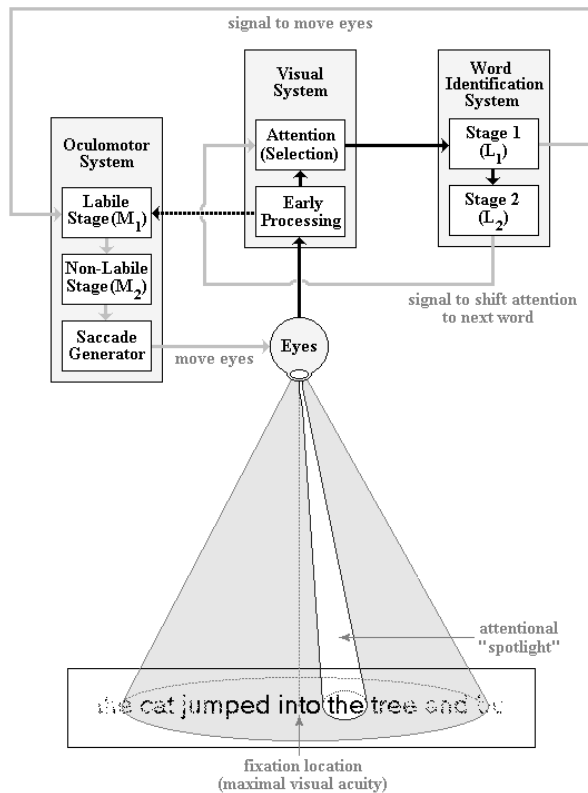 signal to move eyes
Visual
System
Word
Identification
System
Oculomotor
System
Attention
(Selection)
Stage 1
(L₁)
Labile
Stage (M₁)
Early
Processing
Stage 2
(L₂)
Non-Labile
Stage (M₂)
signal to shift attention
to next word
Saccade
Generator
move eyes
Eyes
attentional
"spotlight"
the cat jumped into the tree and
fixation location
(maximal visual acuity)